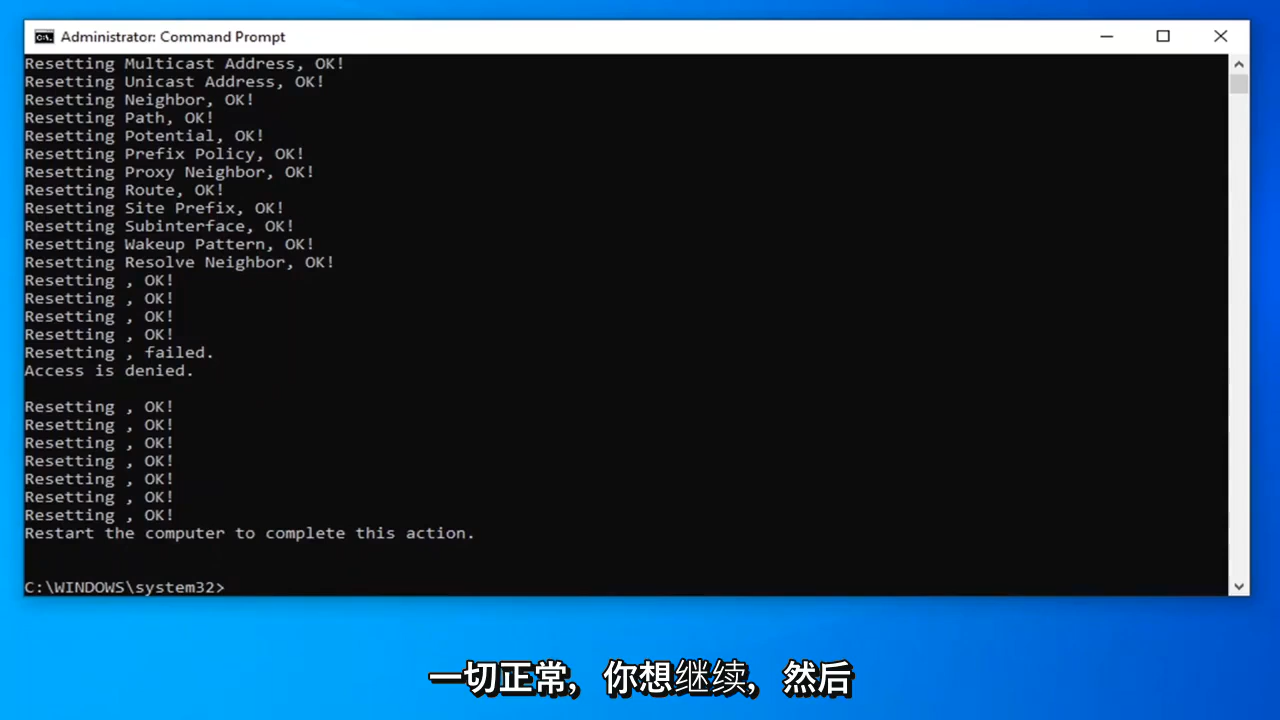 Administrator: Command Prompt
Resetting Multicast Address, OK!
Resetting Unicast Address, OK!
Resetting Neighbor, OK!
Resetting Path, OK!
Resetting Potential, OK!
Resetting Prefix Policy, OK!
Resetting Proxy Neighbor, OK!
Resetting Route, OK!
Resetting Site Prefix, OK!
Resetting Subinterface, OK!
Resetting Wakeup Pattern, OK!
Resetting Resolve Neighbor, OK!
Resetting , OK!
Resetting , OK!
Resetting , OK!
Resetting , OK!
Resetting , failed.
Access is denied.
Resetting , OK!
Resetting , OK!
Resetting , OK!
Resetting , OK!
Resetting , OK!
Resetting , OK!
Resetting , OK!
Restart the computer to complete this action.
C:\WINDOWS\system32>
一切正常，你想继续，然后